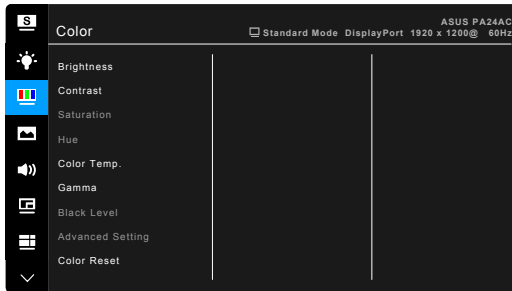 S
Color
ASUS PA24AC
Standard Mode DisplayPort 1920 x 1200@ 60Hz
Brightness
Contrast
Saturation
Hue
Color Temp.
Gamma
Black Level
Advanced Setting
Color Reset